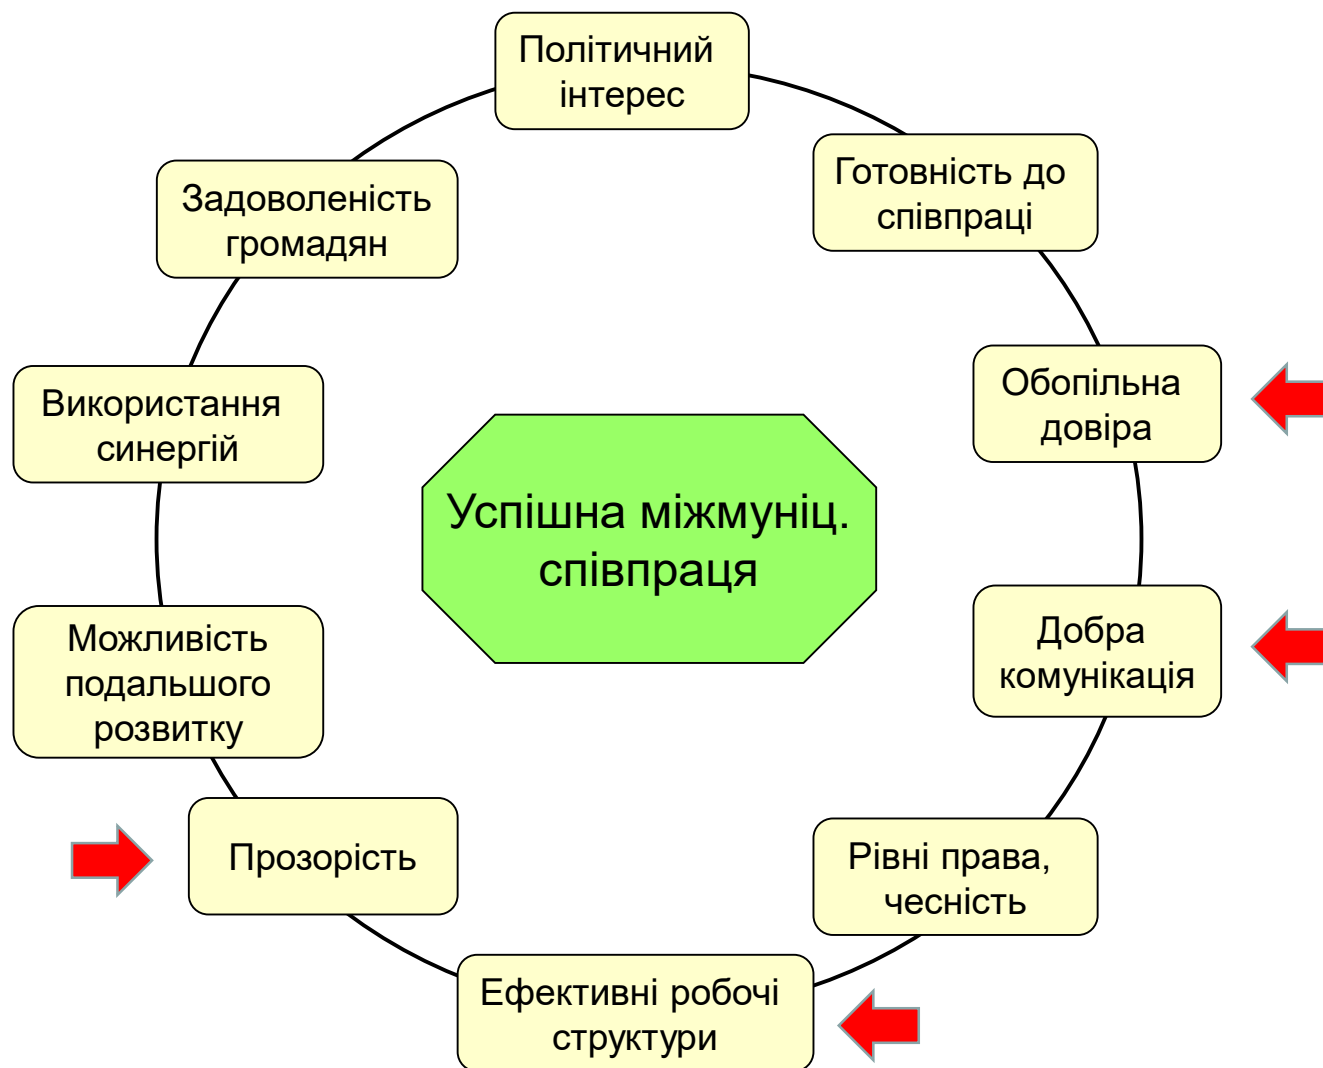 Політичний
інтерес
Готовність до
співпраці
Обопільна
довіра
Добра
комунікація
Рівні права,
чесність
Ефективні робочі
структури
Прозорість
Можливість
подальшого
розвитку
Використання
синергій
Задоволеність
громадян
Успішна міжмуніц.
співпраця